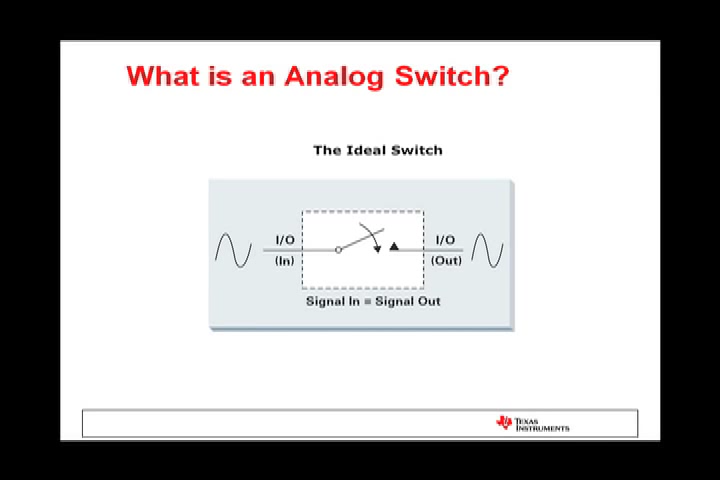 What is an Analog Switch?
The Ideal Switch
I/O
(In)
I/O
(Out)
Signal In = Signal Out
TEXAS
INSTRUMENTS